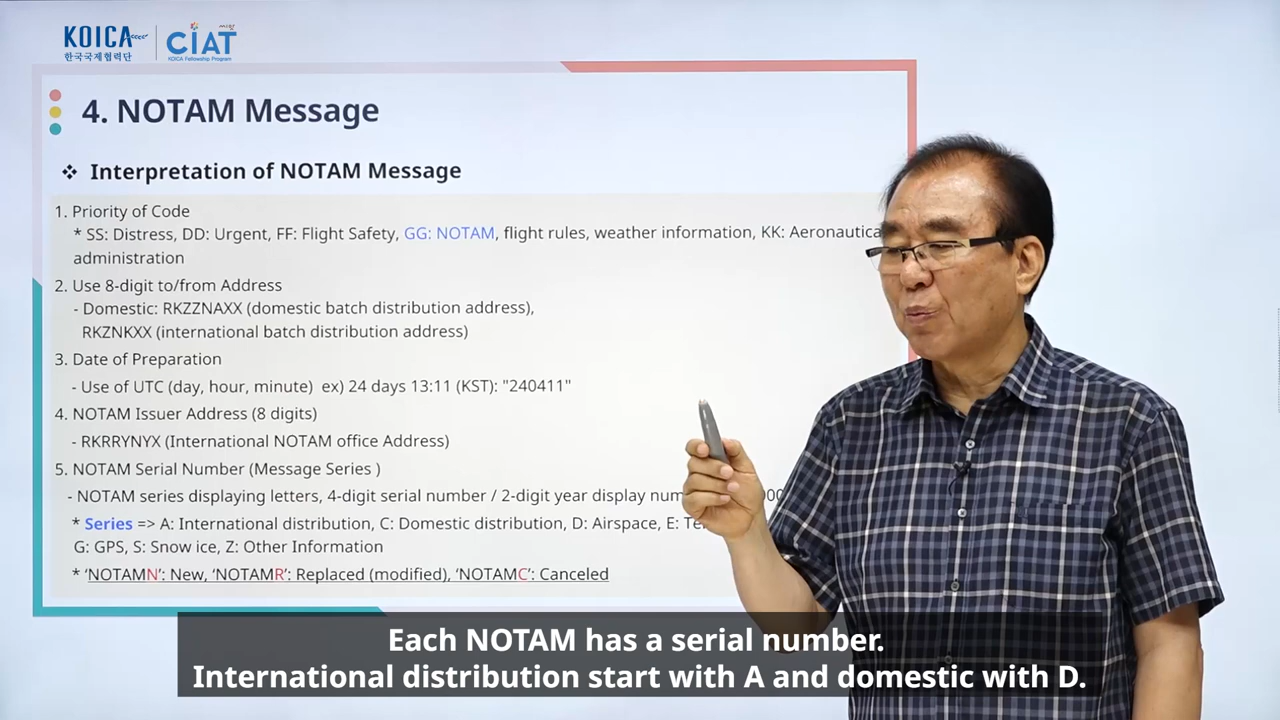 KOICA
한국국제협력단
CIAT
KOICA Fellowship Program
4. NOTAM Message
❖ Interpretation of NOTAM Message
1. Priority of Code
* SS: Distress, DD: Urgent, FF: Flight Safety, GG: NOTAM, flight rules, weather information, KK: Aeronautica
administration
2. Use 8-digit to/from Address
- Domestic: RKZZNAXX (domestic batch distribution address),
RKZNKXX (international batch distribution address)
3. Date of Preparation
- Use of UTC (day, hour, minute) ex) 24 days 13:11 (KST): "240411"
4. NOTAM Issuer Address (8 digits)
- RKRRYNYX (International NOTAM office Address)
5. NOTAM Serial Number (Message Series )
- NOTAM series displaying letters, 4-digit serial number / 2-digit year display
* Series => A: International distribution, C: Domestic distribution, D: Airspace, E:
G: GPS, S: Snow ice, Z: Other Information
* ‘NOTAMN’: New, ‘NOTAMR’: Replaced (modified), ‘NOTAMC’: Canceled
Each NOTAM has a serial number.
International distribution start with A and domestic with D.